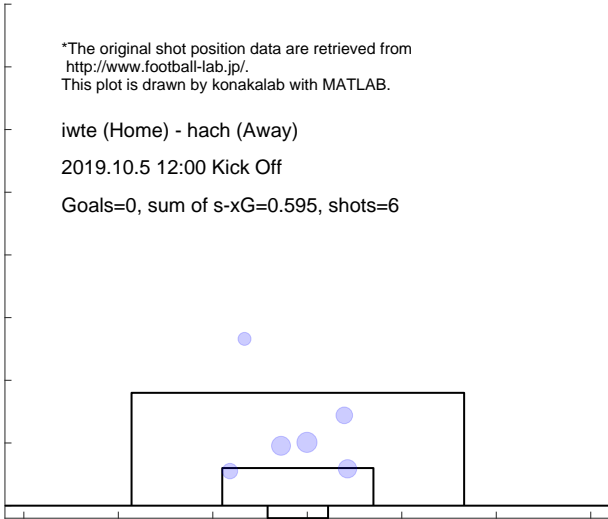 *The original shot position data are retrieved from
http://www.football-lab.jp/.
This plot is drawn by konakalab with MATLAB.
iwte (Home) - hach (Away)
2019.10.5 12:00 Kick Off
Goals=0, sum of s-xG=0.595, shots=6